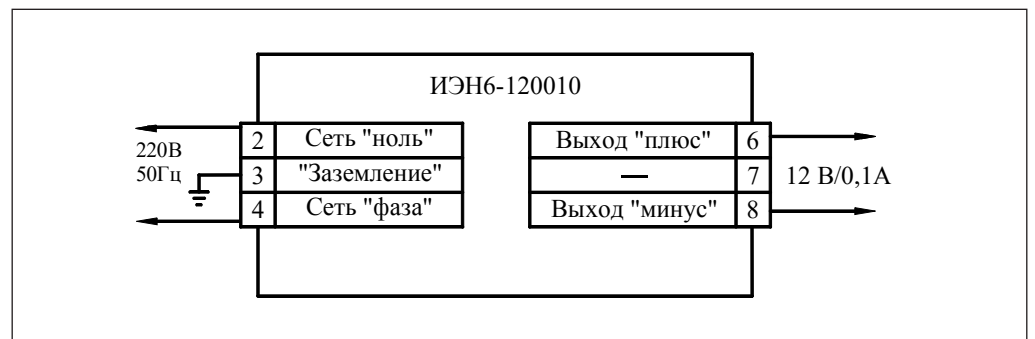 ИЭН6-120010
220В
50Гц
2 Сеть "ноль"
3 "Заземление"
4 Сеть "фаза"
Выход "плюс" 6
— 7
Выход "минус" 8
12 В/0,1А